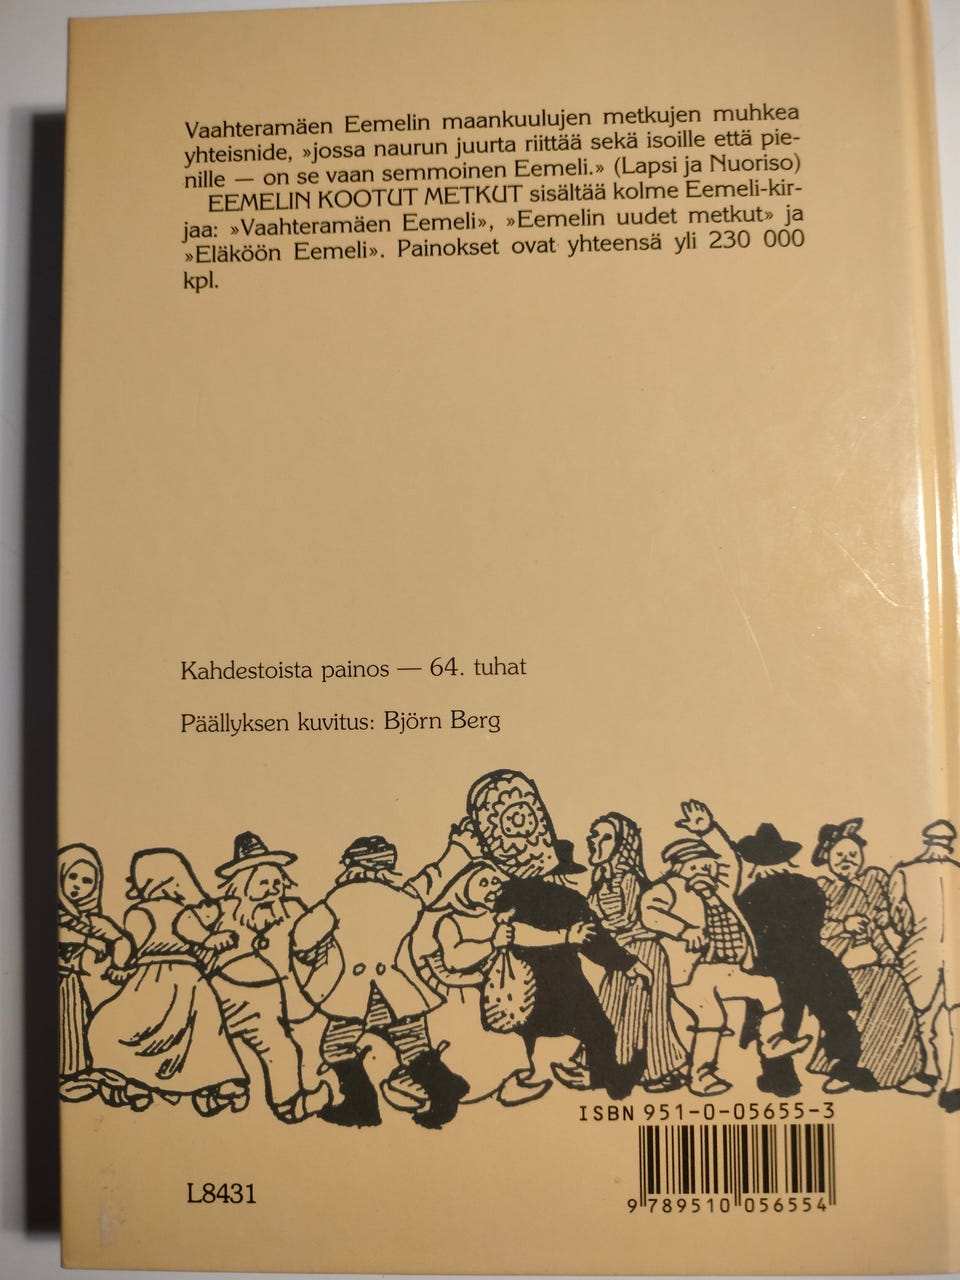 Vaahteramäen Eemelin maankuulujen metkujen muhkea
yhteisnide, »jossa naurun juurta riittää sekä isoille että pie-
nille — on se vaan semmoinen Eemeli.» (Lapsi ja Nuoriso)
EEMELIN KOOTUT METKUT sisältää kolme Eemeli-kir-
jaa: »Vaahteramäen Eemeli», »Eemelin uudet metkut» ja
»Eläköön Eemeli». Painokset ovat yhteensä yli 230 000
kpl.
Kahdestoista painos — 64. tuhat
Päällyksen kuvitus: Björn Berg
ISBN 951-0-05655-3
L8431
9 789510 056554